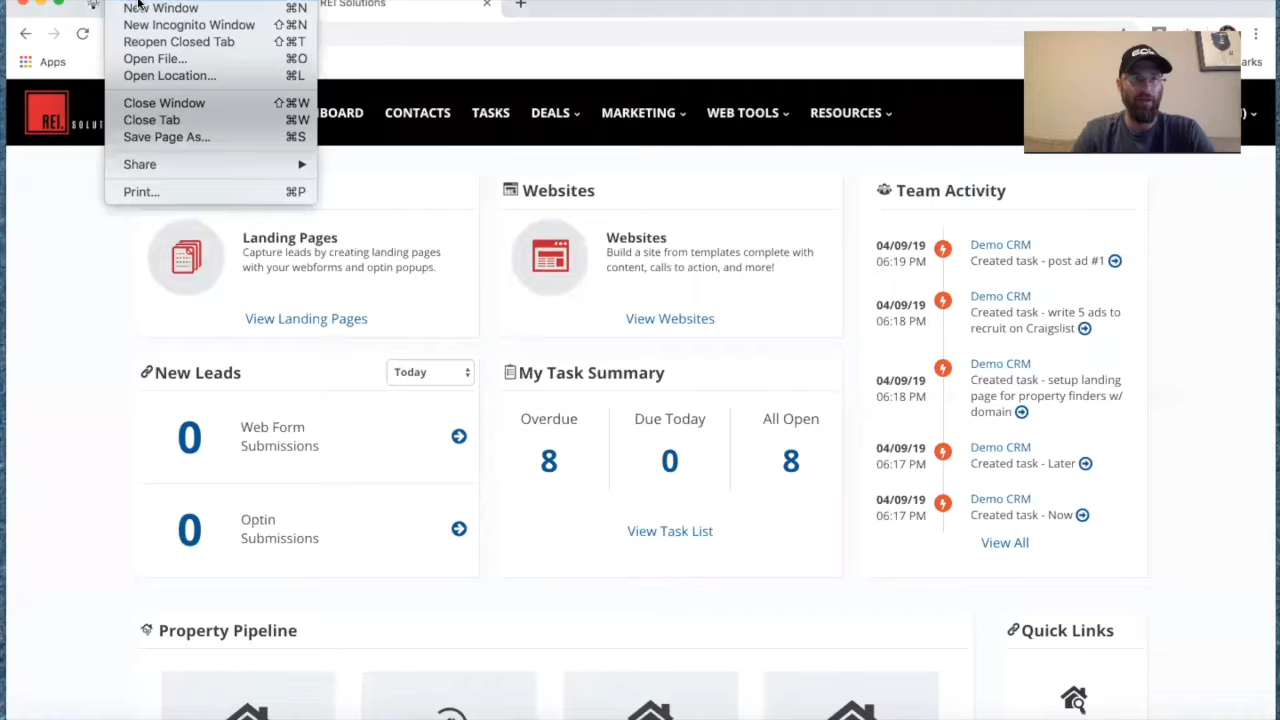 New Window ⌘N
New Incognito Window ⇧⌘N
Reopen Closed Tab ⇧⌘T
Open File... ⌘O
Open Location... ⌘L
Close Window ⇧⌘W
Close Tab ⌘W
Save Page As... ⌘S
Share
Print... ⌘P
REI Solutions
Apps
REI.
CONTACTS
TASKS
DEALS
MARKETING
WEB TOOLS
RESOURCES
Landing Pages
Capture leads by creating landing pages
with your webforms and optin popups.
View Landing Pages
Websites
Websites
Build a site from templates complete with
content, calls to action, and more!
View Websites
Team Activity
04/09/19
06:19 PM
Demo CRM
Created task - post ad #1
04/09/19
06:18 PM
Demo CRM
Created task - write 5 ads to
recruit on Craigslist
04/09/19
06:18 PM
Demo CRM
Created task - setup landing
page for property finders w/
domain
04/09/19
06:17 PM
Demo CRM
Created task - Later
04/09/19
06:17 PM
Demo CRM
Created task - Now
View All
New Leads
Today
0
Web Form
Submissions
0
Optin
Submissions
My Task Summary
Overdue
8
Due Today
0
All Open
8
View Task List
Property Pipeline
Quick Links